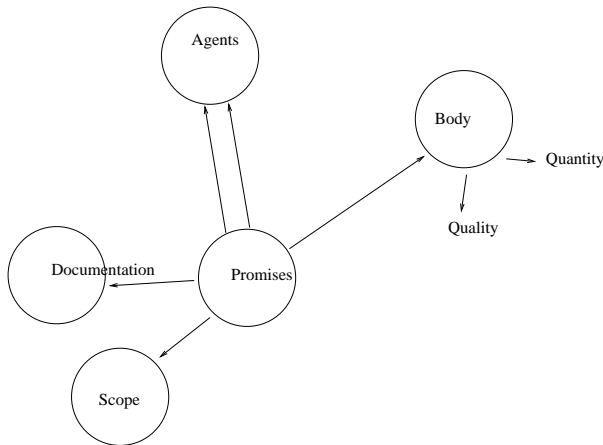 Agents
Body
Quantity
Quality
Documentation
Promises
Scope